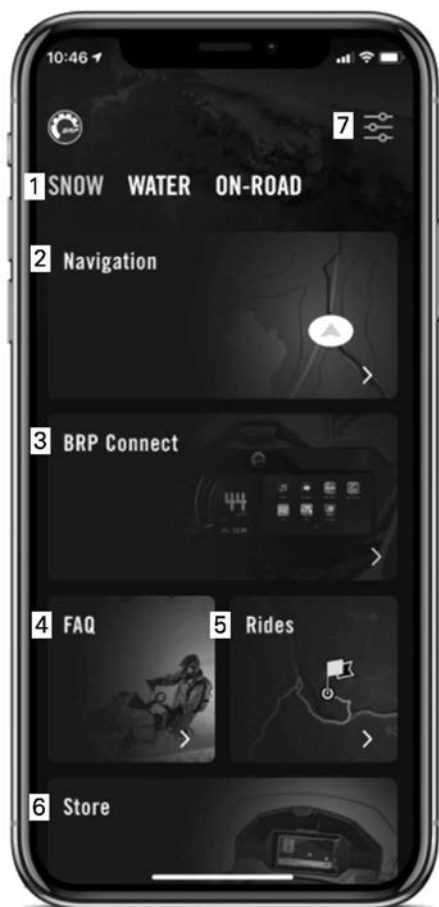 10:46
7
1 SNOW WATER ON-ROAD
2 Navigation
3 BRP Connect
44
4 FAQ
5 Rides
6 Store